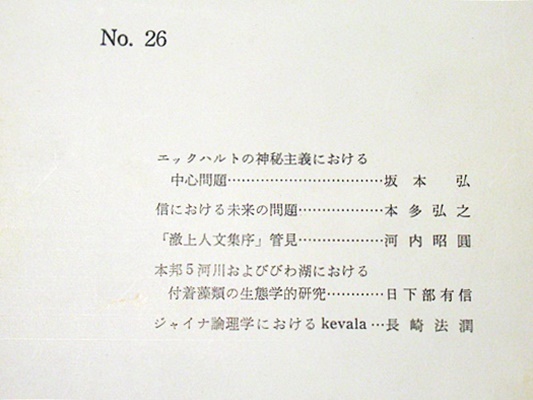 No. 26
エックハルトの神秘主義における
中心問題……………………………坂本 弘
信における未来の問題………………本多弘之
「澈上人文集序」管見………………河内昭圓
本邦5河川およびびわ湖における
付着藻類の生態学的研究…………日下部有信
ジャイナ論理学における kevala…長崎法潤